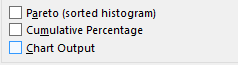 Pareto (sorted histogram)
Cumulative Percentage
Chart Output